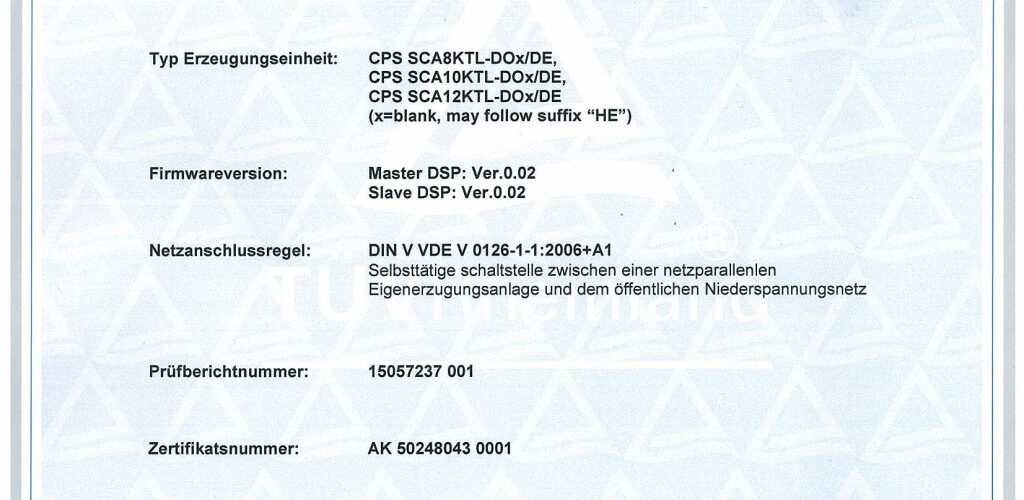 Typ Erzeugungseinheit: CPS SCA8KTL-DOx/DE,
CPS SCA10KTL-DOx/DE,
CPS SCA12KTL-DOx/DE
(x=blank, may follow suffix “HE”)
Firmwareversion: Master DSP: Ver.0.02
Slave DSP: Ver.0.02
Netzanschlussregel: DIN V VDE V 0126-1-1:2006+A1
Selbsttätige schaltstelle zwischen einer netzparallenlen
Eigenerzugungsanlage und dem öffentlichen Niederspannungsnetz
TÜVRheinland®
Prüfberichtnummer: 15057237 001
Zertifikatsnummer: AK 50248043 0001